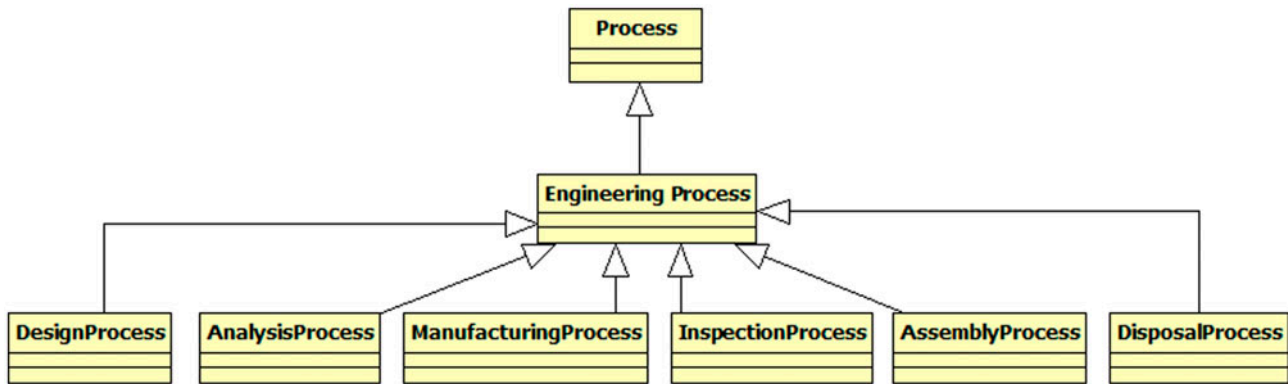 Process
Engineering Process
DesignProcess
AnalysisProcess
ManufacturingProcess
InspectionProcess
AssemblyProcess
DisposalProcess